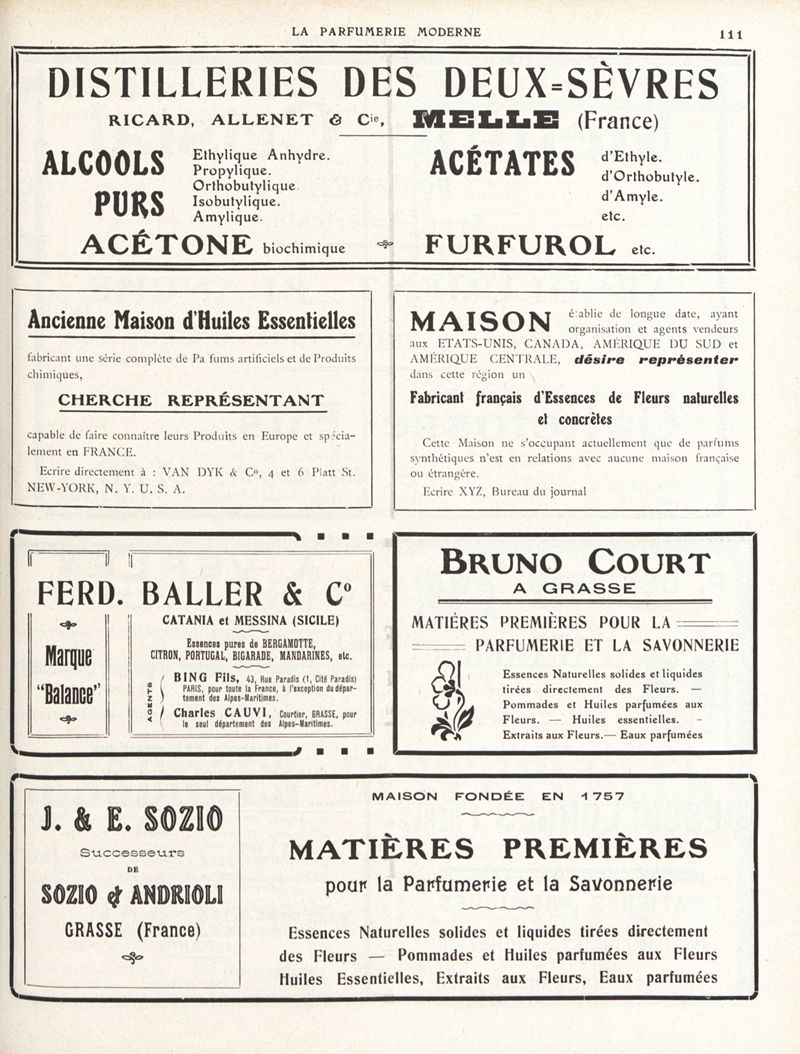 LA PARFUMERIE MODERNE
111
DISTILLERIES DES DEUX=SÈVRES
RICARD, ALLENET & Cie, MELLE (France)
ALCOOLS
PURS
Ethylique Anhydre.
Propylique.
Orthobutylique.
Isobutylique.
Amylique.
ACÉTATES
d'Ethyle.
d'Orthobutyle.
d'Amyle.
etc.
ACÉTONE biochimique
FURFUROL etc.
Ancienne Maison d'Huiles Essentielles
fabricant une série complète de Pa fums artificiels et de Produits
chimiques,
CHERCHE REPRÉSENTANT
capable de faire connaître leurs Produits en Europe et spécia-
lement en FRANCE.
Ecrire directement à : VAN DYK & Co, 4 et 6 Platt St.
NEW-YORK, N. Y. U. S. A.
MAISON établie de longue date, ayant
organisation et agents vendeurs
aux ETATS-UNIS, CANADA, AMÉRIQUE DU SUD et
AMÉRIQUE CENTRALE, désire représenter
dans cette région un
Fabricant français d'Essences de Fleurs naturelles
et concrètes
Cette Maison ne s'occupant actuellement que de parfums
synthétiques n'est en relations avec aucune maison française
ou étrangère.
Ecrire XYZ, Bureau du journal
FERD. BALLER & Co
Marque
"Balance"
CATANIA et MESSINA (SICILE)
Essences pures de BERGAMOTTE,
CITRON, PORTUGAL, BIGARADE, MANDARINES, etc.
AGENTS
BING Fils, 43, Rue Paradis (1, Cité Paradis)
PARIS, pour toute la France, à l'exception du dépar-
tement des Alpes-Maritimes.
Charles CAUVI, Courtier, GRASSE, pour
le seul département des Alpes-Maritimes.
BRUNO COURT
A GRASSE
MATIÈRES PREMIÈRES POUR LA
PARFUMERIE ET LA SAVONNERIE
Essences Naturelles solides et liquides
tirées directement des Fleurs. —
Pommades et Huiles parfumées aux
Fleurs. — Huiles essentielles. -
Extraits aux Fleurs. — Eaux parfumées
J. & E. SOZIO
Successeurs
DE
SOZIO & ANDRIOLI
GRASSE (France)
MAISON FONDÉE EN 1757
MATIÈRES PREMIÈRES
pour la Parfumerie et la Savonnerie
Essences Naturelles solides et liquides tirées directement
des Fleurs — Pommades et Huiles parfumées aux Fleurs
Huiles Essentielles, Extraits aux Fleurs, Eaux parfumées